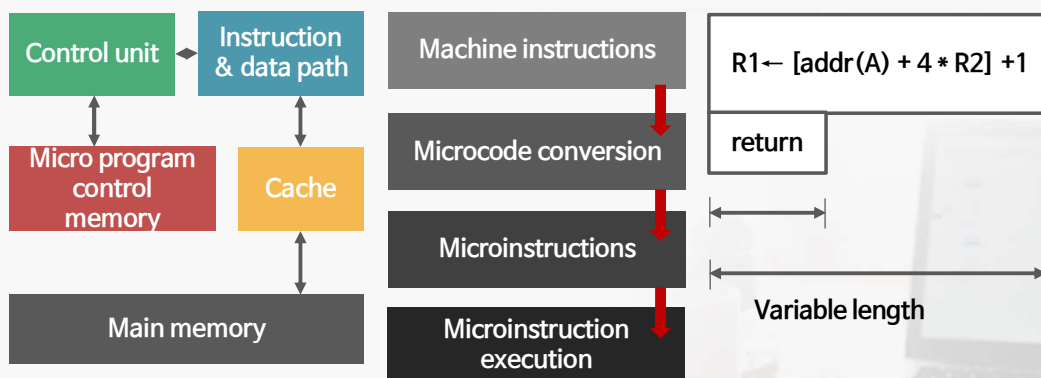 Control unit
Instruction
& data path
Micro program
control
memory
Cache
Main memory
Machine instructions
Microcode conversion
Microinstructions
Microinstruction
execution
R1← [addr(A) + 4 * R2] +1
return
Variable length